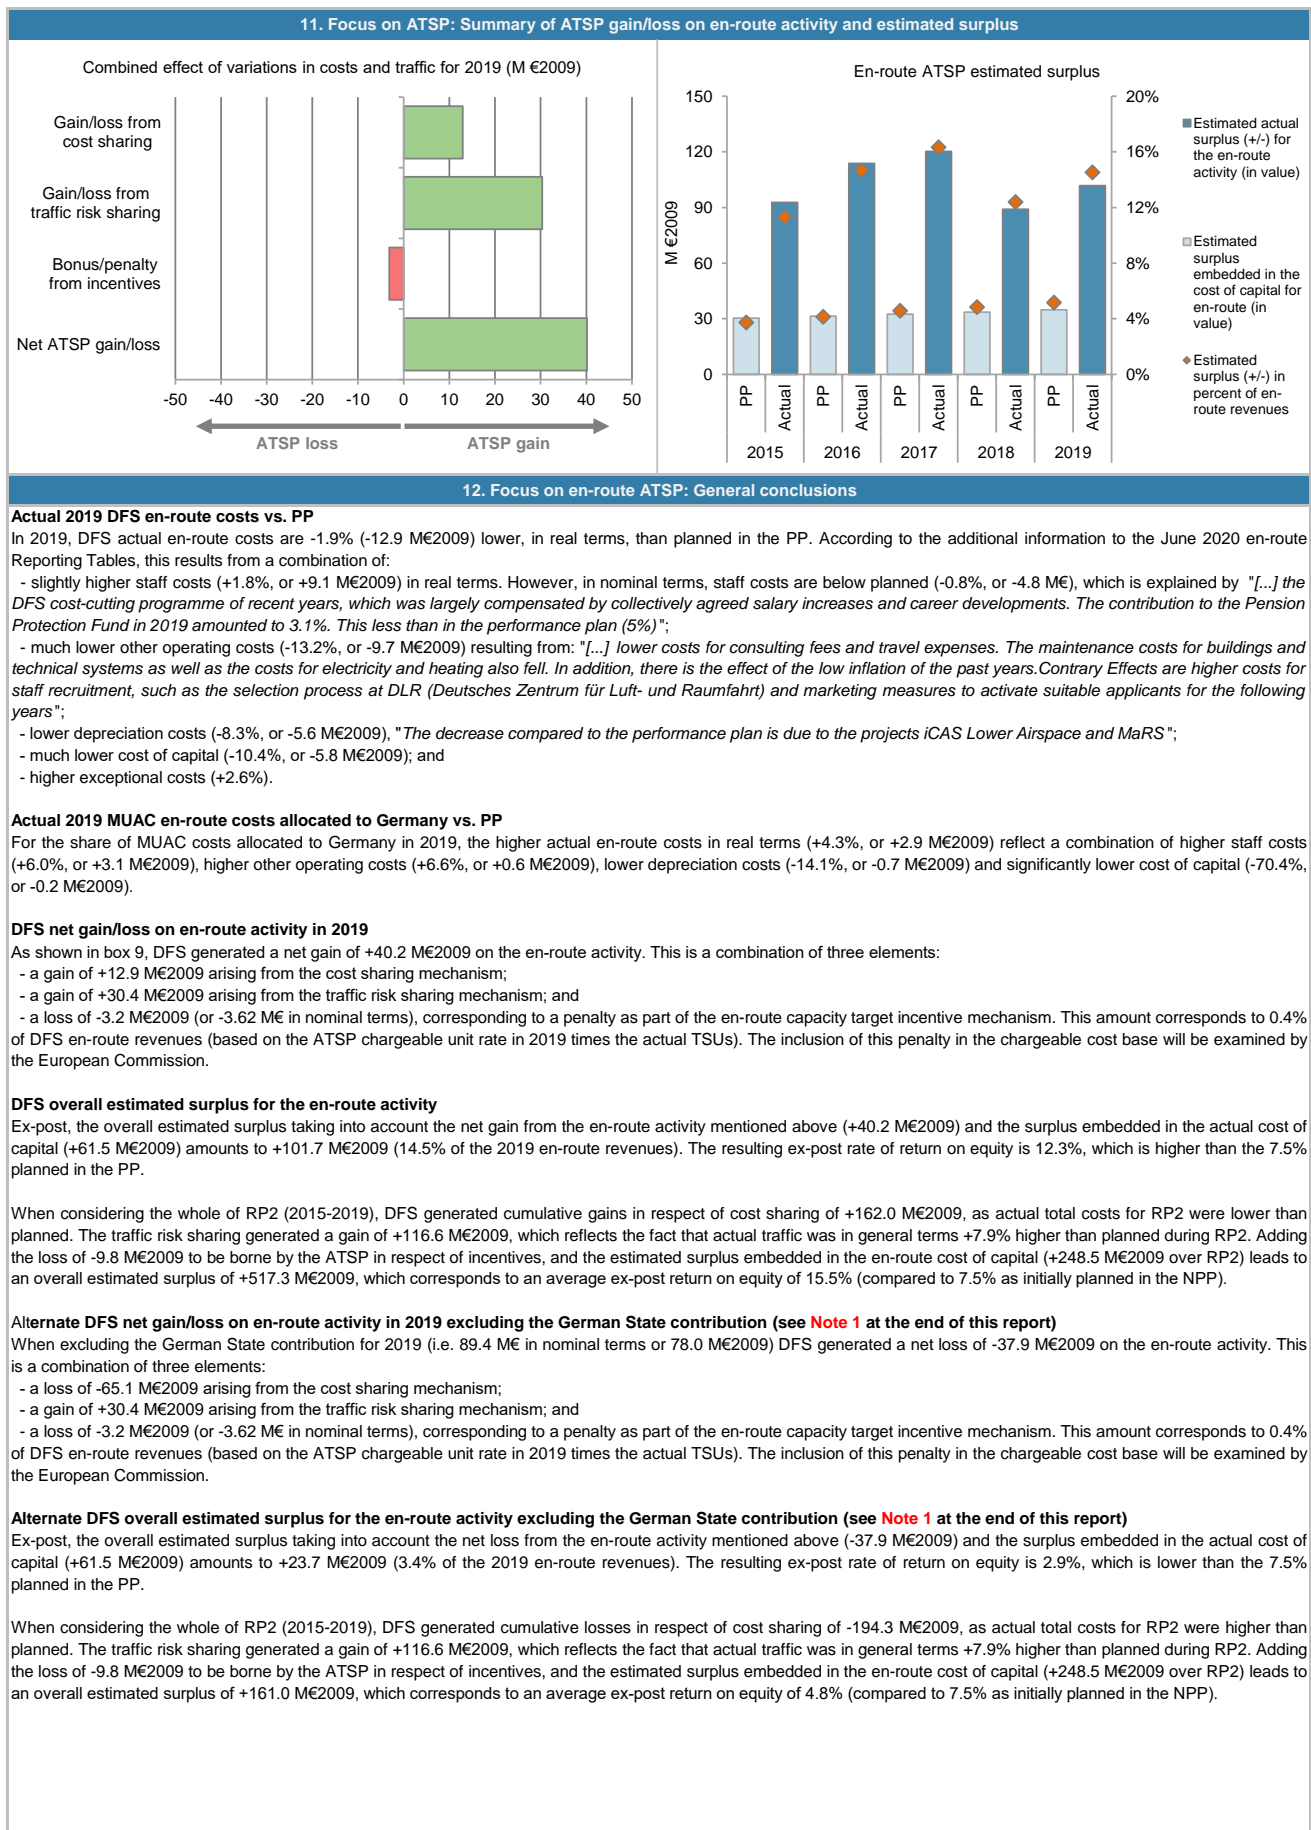 11. Focus on ATSP: Summary of ATSP gain/loss on en-route activity and estimated surplus
Combined effect of variations in costs and traffic for 2019 (M €2009)
Gain/loss from
cost sharing
Gain/loss from
traffic risk sharing
Bonus/penalty
from incentives
Net ATSP gain/loss
-50 -40 -30 -20 -10 0 10 20 30 40 50
ATSP loss ATSP gain
En-route ATSP estimated surplus
M €2009
150 20%
120 16%
90 12%
8%
60
30 4%
0 0%
PP Actual PP Actual PP Actual PP Actual PP Actual
2015 2016 2017 2018 2019
Estimated actual
surplus (+/-) for
the en-route
activity (in value)
Estimated
surplus
embedded in the
cost of capital for
en-route (in
value)
Estimated
surplus (+/-) in
percent of en-
route revenues
12. Focus on en-route ATSP: General conclusions
Actual 2019 DFS en-route costs vs. PP
In 2019, DFS actual en-route costs are -1.9% (-12.9 M€2009) lower, in real terms, than planned in the PP. According to the additional information to the June 2020 en-route
Reporting Tables, this results from a combination of:
- slightly higher staff costs (+1.8%, or +9.1 M€2009) in real terms. However, in nominal terms, staff costs are below planned (-0.8%, or -4.8 M€), which is explained by "[...] the
DFS cost-cutting programme of recent years, which was largely compensated by collectively agreed salary increases and career developments. The contribution to the Pension
Protection Fund in 2019 amounted to 3.1%. This less than in the performance plan (5%)";
- much lower other operating costs (-13.2%, or -9.7 M€2009) resulting from: "[...] lower costs for consulting fees and travel expenses. The maintenance costs for buildings and
technical systems as well as the costs for electricity and heating also fell. In addition, there is the effect of the low inflation of the past years.Contrary Effects are higher costs for
staff recruitment, such as the selection process at DLR (Deutsches Zentrum für Luft- und Raumfahrt) and marketing measures to activate suitable applicants for the following
years";
- lower depreciation costs (-8.3%, or -5.6 M€2009), "The decrease compared to the performance plan is due to the projects iCAS Lower Airspace and MaRS";
- much lower cost of capital (-10.4%, or -5.8 M€2009); and
- higher exceptional costs (+2.6%).
Actual 2019 MUAC en-route costs allocated to Germany vs. PP
For the share of MUAC costs allocated to Germany in 2019, the higher actual en-route costs in real terms (+4.3%, or +2.9 M€2009) reflect a combination of higher staff costs
(+6.0%, or +3.1 M€2009), higher other operating costs (+6.6%, or +0.6 M€2009), lower depreciation costs (-14.1%, or -0.7 M€2009) and significantly lower cost of capital (-70.4%,
or -0.2 M€2009).
DFS net gain/loss on en-route activity in 2019
As shown in box 9, DFS generated a net gain of +40.2 M€2009 on the en-route activity. This is a combination of three elements:
- a gain of +12.9 M€2009 arising from the cost sharing mechanism;
- a gain of +30.4 M€2009 arising from the traffic risk sharing mechanism; and
- a loss of -3.2 M€2009 (or -3.62 M€ in nominal terms), corresponding to a penalty as part of the en-route capacity target incentive mechanism. This amount corresponds to 0.4%
of DFS en-route revenues (based on the ATSP chargeable unit rate in 2019 times the actual TSUs). The inclusion of this penalty in the chargeable cost base will be examined by
the European Commission.
DFS overall estimated surplus for the en-route activity
Ex-post, the overall estimated surplus taking into account the net gain from the en-route activity mentioned above (+40.2 M€2009) and the surplus embedded in the actual cost of
capital (+61.5 M€2009) amounts to +101.7 M€2009 (14.5% of the 2019 en-route revenues). The resulting ex-post rate of return on equity is 12.3%, which is higher than the 7.5%
planned in the PP.
When considering the whole of RP2 (2015-2019), DFS generated cumulative gains in respect of cost sharing of +162.0 M€2009, as actual total costs for RP2 were lower than
planned. The traffic risk sharing generated a gain of +116.6 M€2009, which reflects the fact that actual traffic was in general terms +7.9% higher than planned during RP2. Adding
the loss of -9.8 M€2009 to be borne by the ATSP in respect of incentives, and the estimated surplus embedded in the en-route cost of capital (+248.5 M€2009 over RP2) leads to
an overall estimated surplus of +517.3 M€2009, which corresponds to an average ex-post return on equity of 15.5% (compared to 7.5% as initially planned in the NPP).
Alternate DFS net gain/loss on en-route activity in 2019 excluding the German State contribution (see Note 1 at the end of this report)
When excluding the German State contribution for 2019 (i.e. 89.4 M€ in nominal terms or 78.0 M€2009) DFS generated a net loss of -37.9 M€2009 on the en-route activity. This
is a combination of three elements:
- a loss of -65.1 M€2009 arising from the cost sharing mechanism;
- a gain of +30.4 M€2009 arising from the traffic risk sharing mechanism; and
- a loss of -3.2 M€2009 (or -3.62 M€ in nominal terms), corresponding to a penalty as part of the en-route capacity target incentive mechanism. This amount corresponds to 0.4%
of DFS en-route revenues (based on the ATSP chargeable unit rate in 2019 times the actual TSUs). The inclusion of this penalty in the chargeable cost base will be examined by
the European Commission.
Alternate DFS overall estimated surplus for the en-route activity excluding the German State contribution (see Note 1 at the end of this report)
Ex-post, the overall estimated surplus taking into account the net loss from the en-route activity mentioned above (-37.9 M€2009) and the surplus embedded in the actual cost of
capital (+61.5 M€2009) amounts to +23.7 M€2009 (3.4% of the 2019 en-route revenues). The resulting ex-post rate of return on equity is 2.9%, which is lower than the 7.5%
planned in the PP.
When considering the whole of RP2 (2015-2019), DFS generated cumulative losses in respect of cost sharing of -194.3 M€2009, as actual total costs for RP2 were higher than
planned. The traffic risk sharing generated a gain of +116.6 M€2009, which reflects the fact that actual traffic was in general terms +7.9% higher than planned during RP2. Adding
the loss of -9.8 M€2009 to be borne by the ATSP in respect of incentives, and the estimated surplus embedded in the en-route cost of capital (+248.5 M€2009 over RP2) leads to
an overall estimated surplus of +161.0 M€2009, which corresponds to an average ex-post return on equity of 4.8% (compared to 7.5% as initially planned in the NPP).